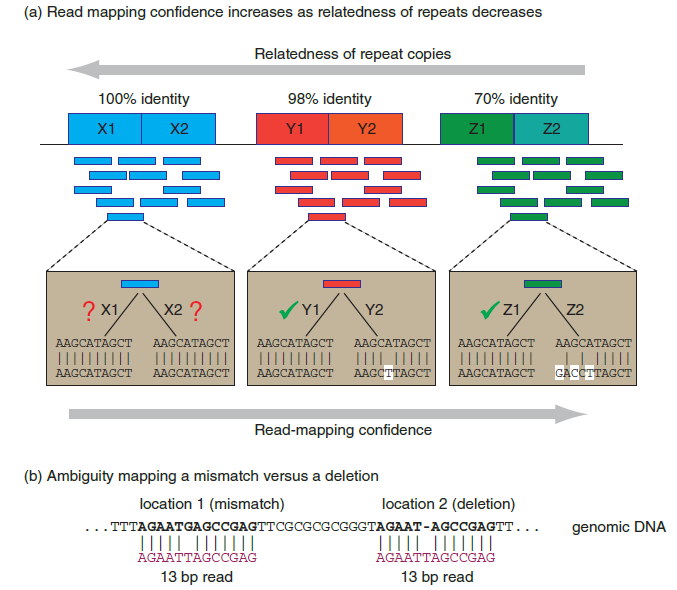 (a) Read mapping confidence increases as relatedness of repeats decreases
Relatedness of repeat copies
100% identity 98% identity 70% identity
X1 X2 Y1 Y2 Z1 Z2
? X1 X2 ? ✓ Y1 Y2 ✓ Z1 Z2
AAGCATAGCT AAGCATAGCT AAGCATAGCT AAGCATAGCT AAGCATAGCT AAGCATAGCT
AAGCATAGCT AAGCATAGCT AAGCATAGCT AAGCTTAGCT AAGCATAGCT GACCTTAGCT
Read-mapping confidence
(b) Ambiguity mapping a mismatch versus a deletion
location 1 (mismatch) location 2 (deletion)
...TTTAGAATGAGCCGAGTTCGCGCGCGGGTAGAAT-AGCCGAGTT... genomic DNA
AGAATTAGCCGAG AGAATTAGCCGAG
13 bp read 13 bp read